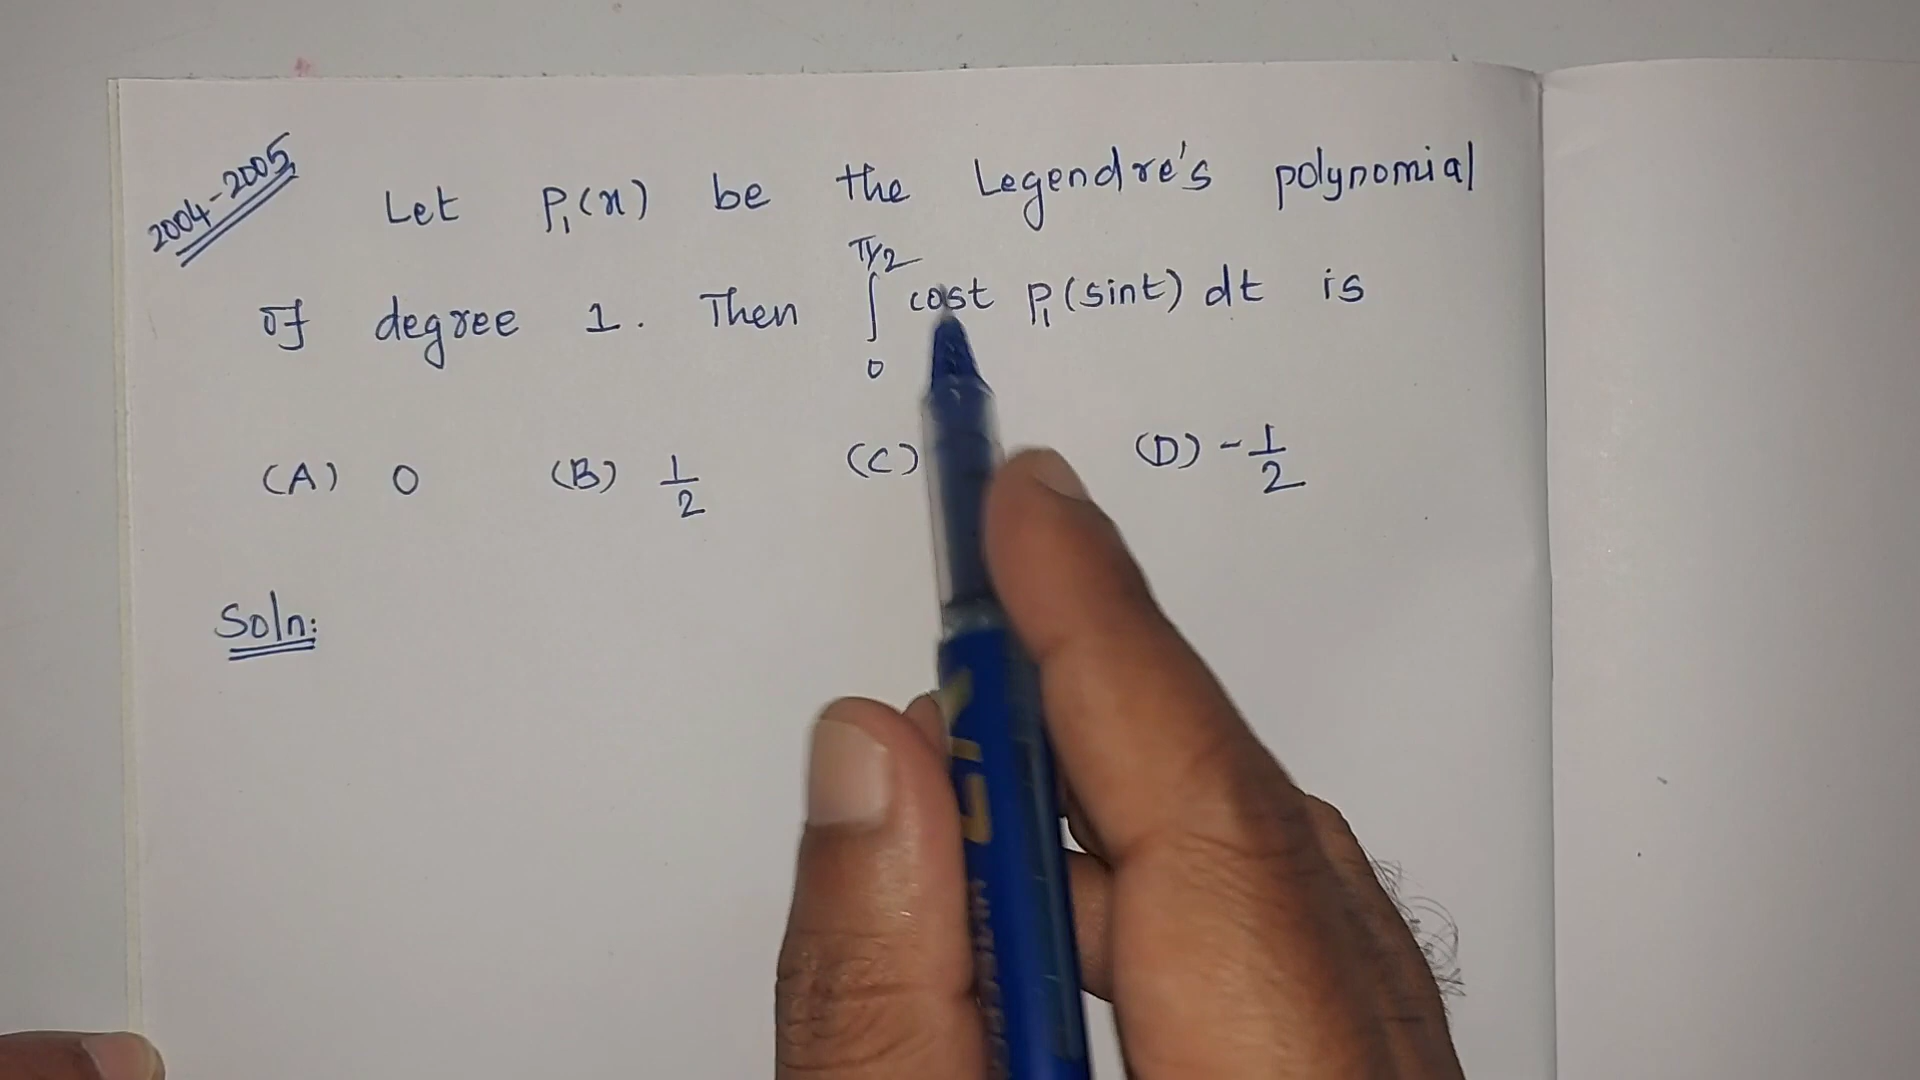 2004-2005
Let P₁(x) be the Legendre's polynomial
of degree 1. Then ∫₀^(π/2) cost P₁(sint) dt is
(A) 0 (B) 1/2 (C) (D) -1/2
Soln: